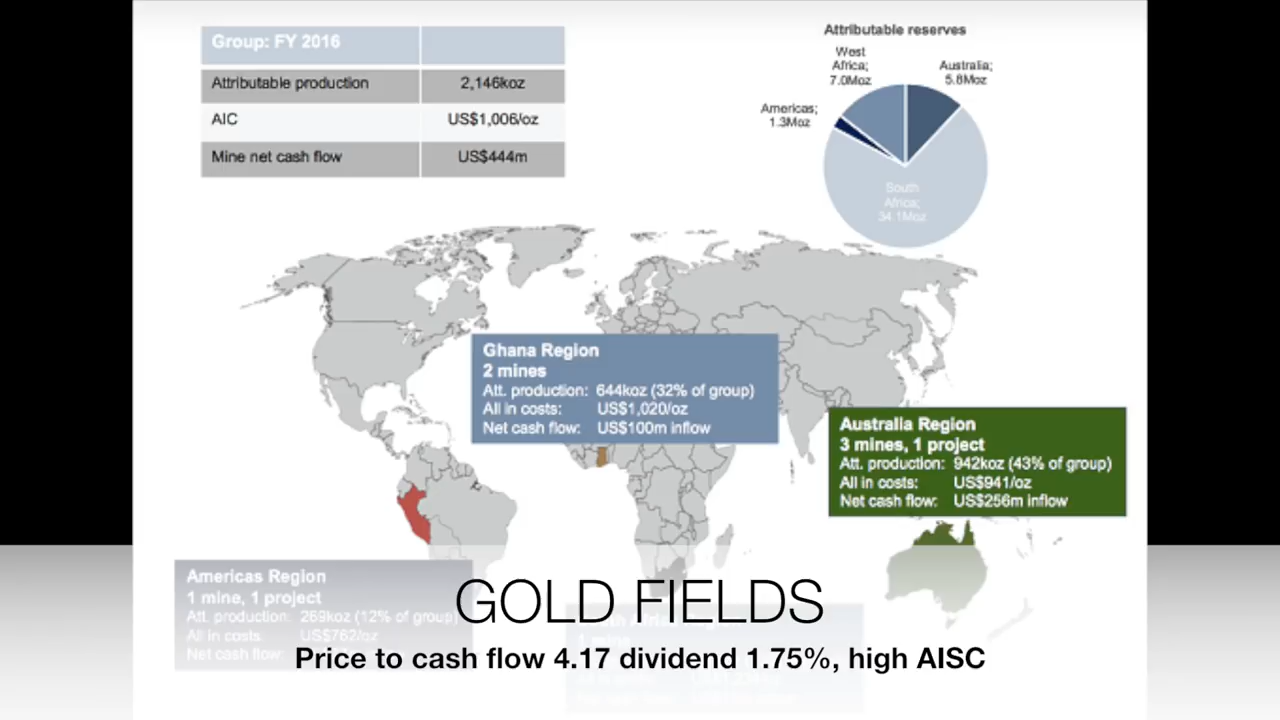 Group: FY 2016
Attributable production 2,146koz
AIC US$1,006/oz
Mine net cash flow US$444m
Attributable reserves
West
Africa;
7.0Moz
Australia;
5.8Moz
Americas;
1.3Moz
South
Africa;
34.1Moz
Ghana Region
2 mines
Att. production: 644koz (32% of group)
All in costs: US$1,020/oz
Net cash flow: US$100m inflow
Australia Region
3 mines, 1 project
Att. production: 942koz (43% of group)
All in costs: US$941/oz
Net cash flow: US$256m inflow
Americas Region
1 mine, 1 project
Att. production: 269koz (12% of group)
All in costs: US$762/oz
Net cash flow:
GOLD FIELDS
Price to cash flow 4.17 dividend 1.75%, high AISC